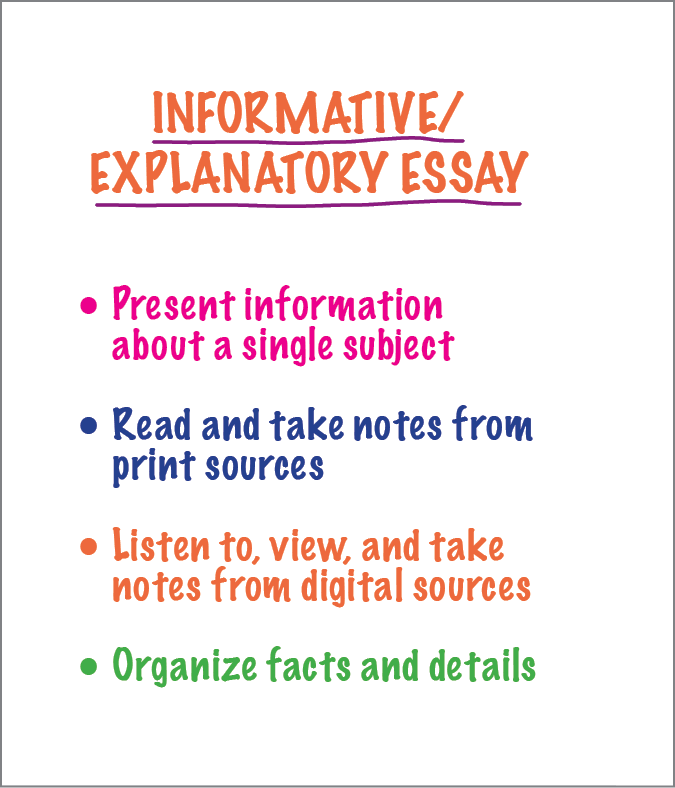 INFORMATIVE/
EXPLANATORY ESSAY
• Present information
about a single subject
• Read and take notes from
print sources
• Listen to, view, and take
notes from digital sources
• Organize facts and details